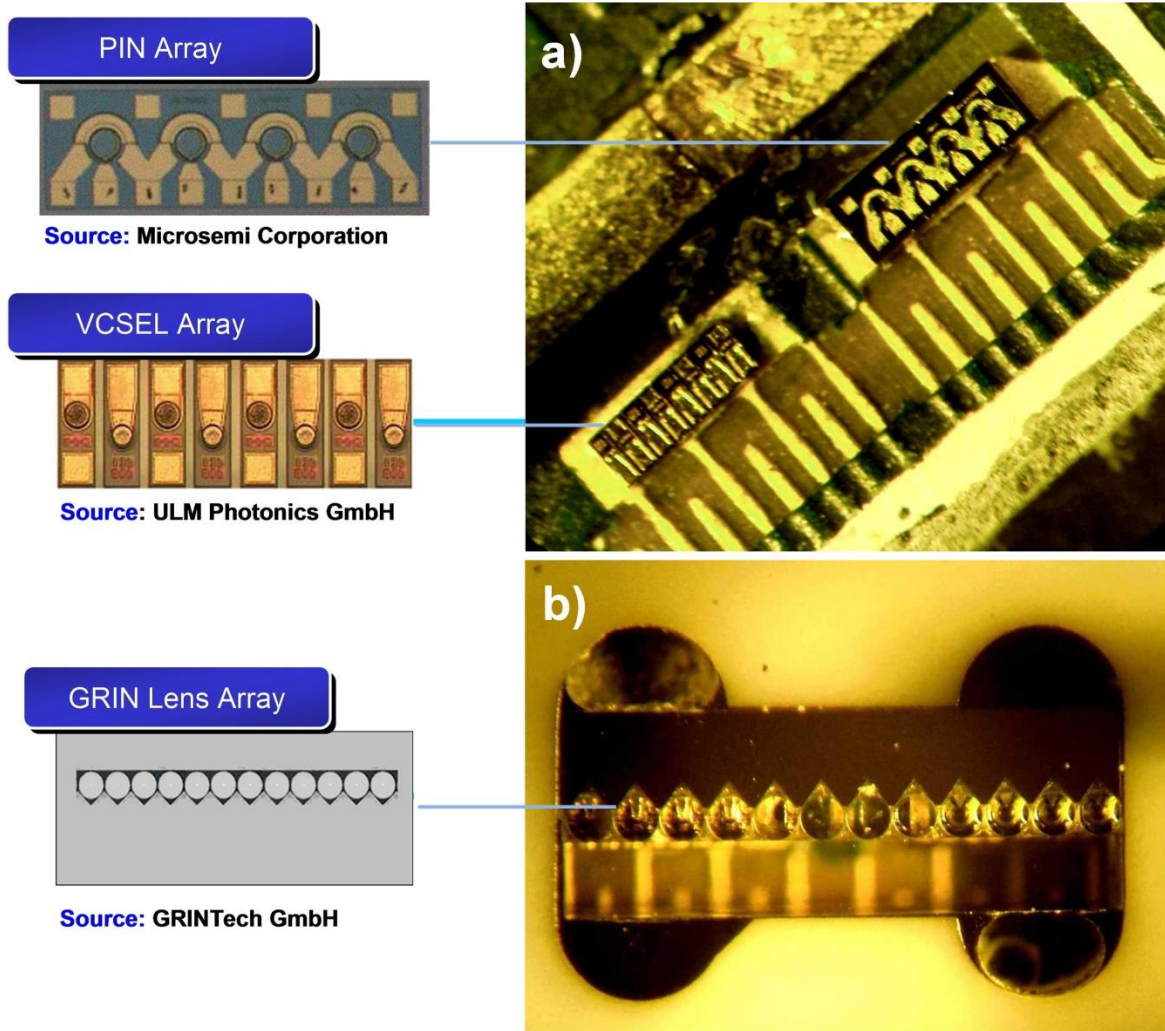 PIN Array
Source: Microsemi Corporation
VCSEL Array
Source: ULM Photonics GmbH
GRIN Lens Array
Source: GRINTech GmbH
a)
b)